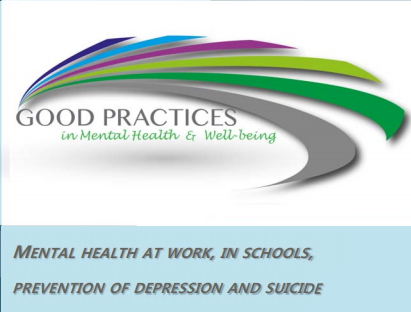 GOOD PRACTICES
in Mental Health & Well-being
MENTAL HEALTH AT WORK, IN SCHOOLS,
PREVENTION OF DEPRESSION AND SUICIDE